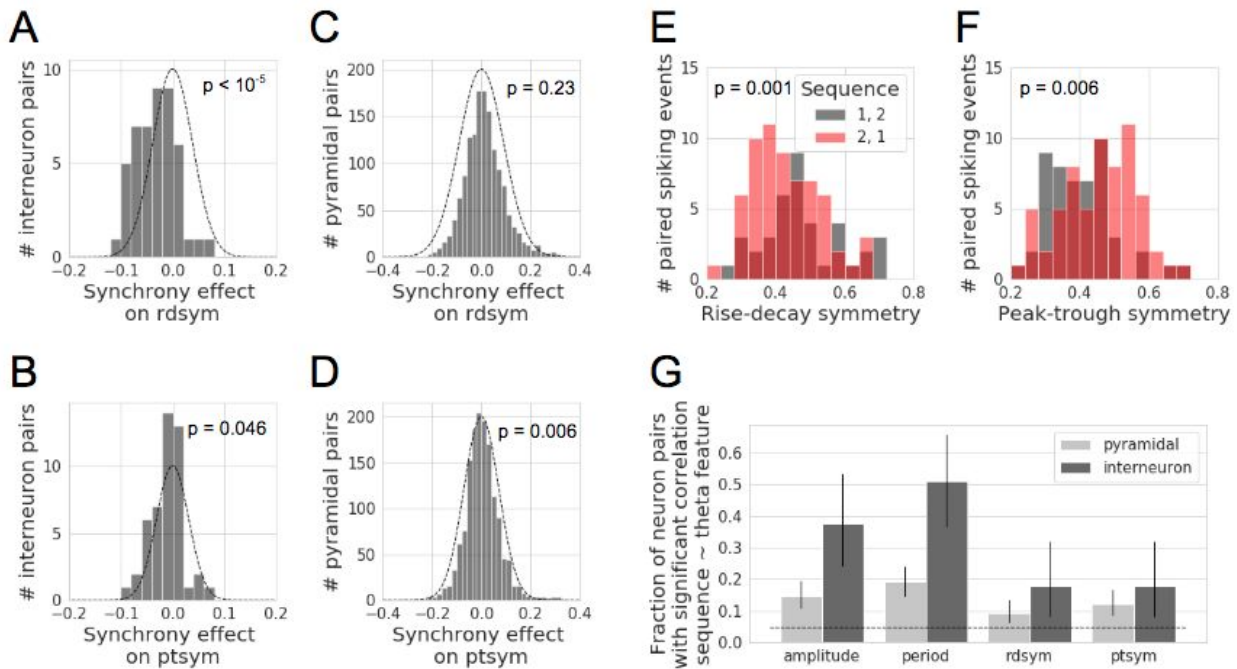 A
10
5
0
# interneuron pairs
p < 10⁻⁵
−0.2 −0.1 0.0 0.1 0.2
Synchrony effect
on rdsym
C
200
150
100
50
0
# pyramidal pairs
p = 0.23
−0.4 −0.2 0.0 0.2 0.4
Synchrony effect
on rdsym
E
15
10
5
0
# paired spiking events
p = 0.001
Sequence
1, 2
2, 1
0.2 0.4 0.6 0.8
Rise-decay symmetry
F
15
10
5
0
# paired spiking events
p = 0.006
0.2 0.4 0.6 0.8
Peak-trough symmetry
B
10
5
0
# interneuron pairs
p = 0.046
−0.2 −0.1 0.0 0.1 0.2
Synchrony effect
on ptsym
D
200
150
100
50
0
# pyramidal pairs
p = 0.006
−0.4 −0.2 0.0 0.2 0.4
Synchrony effect
on ptsym
G
Fraction of neuron pairs
with significant correlation
sequence ~ theta feature
0.6
0.5
0.4
0.3
0.2
0.1
0.0
pyramidal
interneuron
amplitude period rdsym ptsym